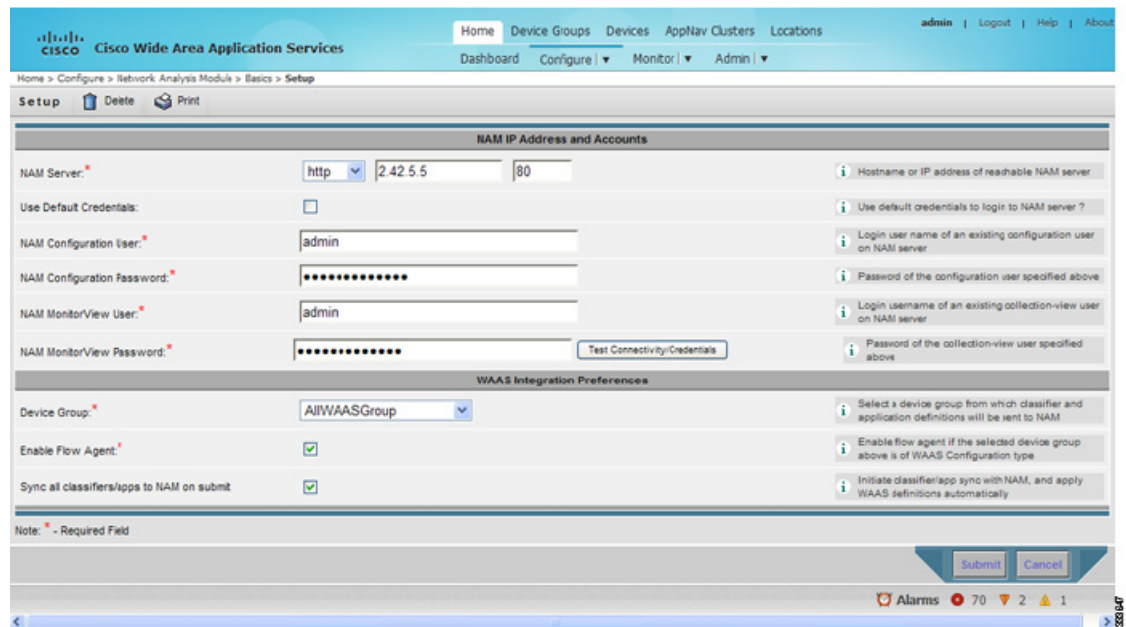 Home Device Groups Devices AppNav Clusters Locations
admin | Logout | Help | About
CISCO Cisco Wide Area Application Services
Dashboard Configure | Monitor | Admin |
Home > Configure > Network Analysis Module > Basics > Setup
Setup Delete Print
NAM IP Address and Accounts
NAM Server:* http 2.42.5.5 80 i Hostname or IP address of reachable NAM server
Use Default Credentials: i Use default credentials to login to NAM server ?
NAM Configuration User:* admin i Login user name of an existing configuration user
on NAM server
NAM Configuration Password:* ••••••••••••• i Password of the configuration user specified above
NAM MonitorView User:* admin i Login username of an existing collection-view user
on NAM server
NAM MonitorView Password:* ••••••••••••• Test Connectivity/Credentials i Password of the collection-view user specified
above
WAAS Integration Preferences
Device Group:* AllWAASGroup i Select a device group from which classifier and
application definitions will be sent to NAM
Enable Flow Agent:* i Enable flow agent if the selected device group
above is of WAAS Configuration type
Sync all classifiers/apps to NAM on submit i Initiate classifier/app sync with NAM, and apply
WAAS definitions automatically
Note: * - Required Field
Submit Cancel
Alarms 70 2 1
333647